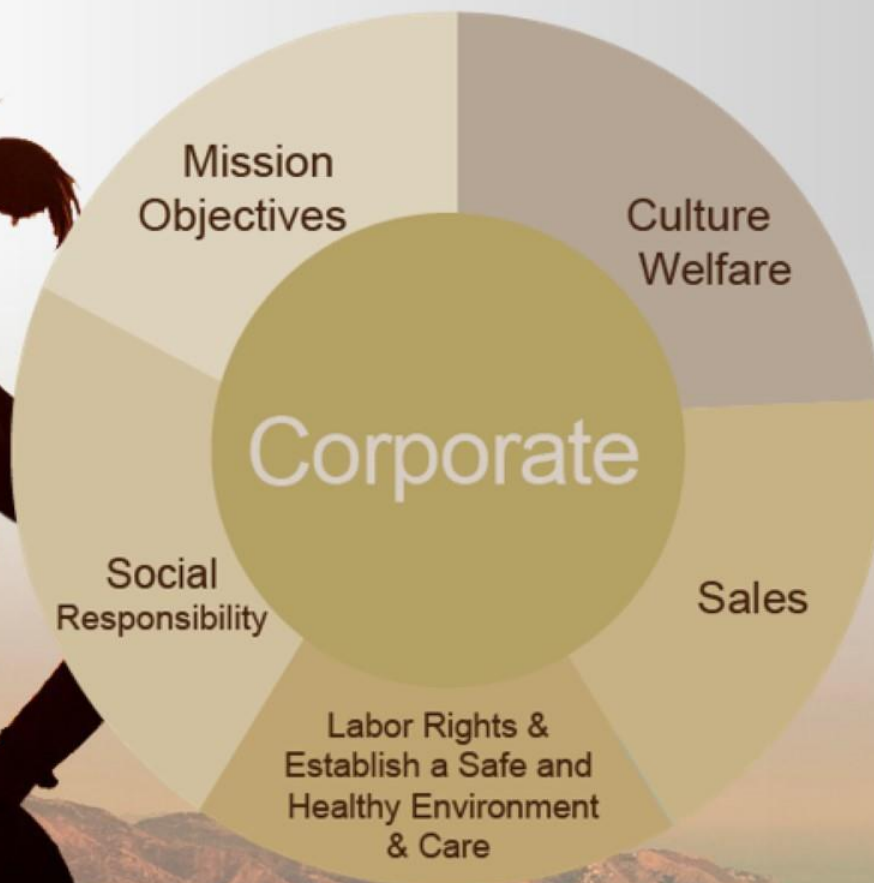 Mission
Objectives
Culture
Welfare
Corporate
Social
Responsibility
Sales
Labor Rights &
Establish a Safe and
Healthy Environment
& Care